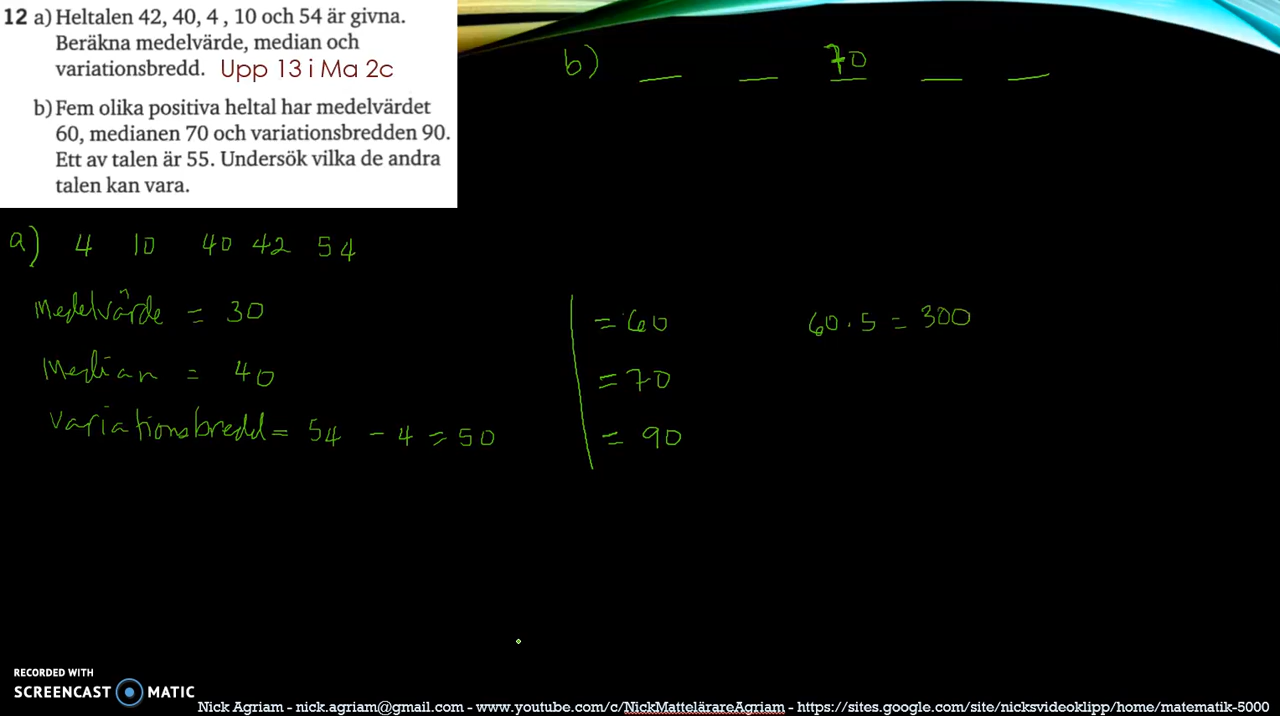 12 a) Heltalen 42, 40, 4 , 10 och 54 är givna.
Beräkna medelvärde, median och
variationsbredd. Upp 13 i Ma 2c
b) Fem olika positiva heltal har medelvärdet
60, medianen 70 och variationsbredden 90.
Ett av talen är 55. Undersök vilka de andra
talen kan vara.
b) __ __ 70 __ __
a) 4 10 40 42 54
Medelvärde = 30
= 60 60 · 5 = 300
Median = 40
= 70
Variationsbredd = 54 - 4 = 50
= 90
RECORDED WITH
SCREENCAST MATIC
Nick Agriam - nick.agriam@gmail.com - www.youtube.com/c/NickMattelärareAgriam - https://sites.google.com/site/nicksvideoklipp/home/matematik-5000